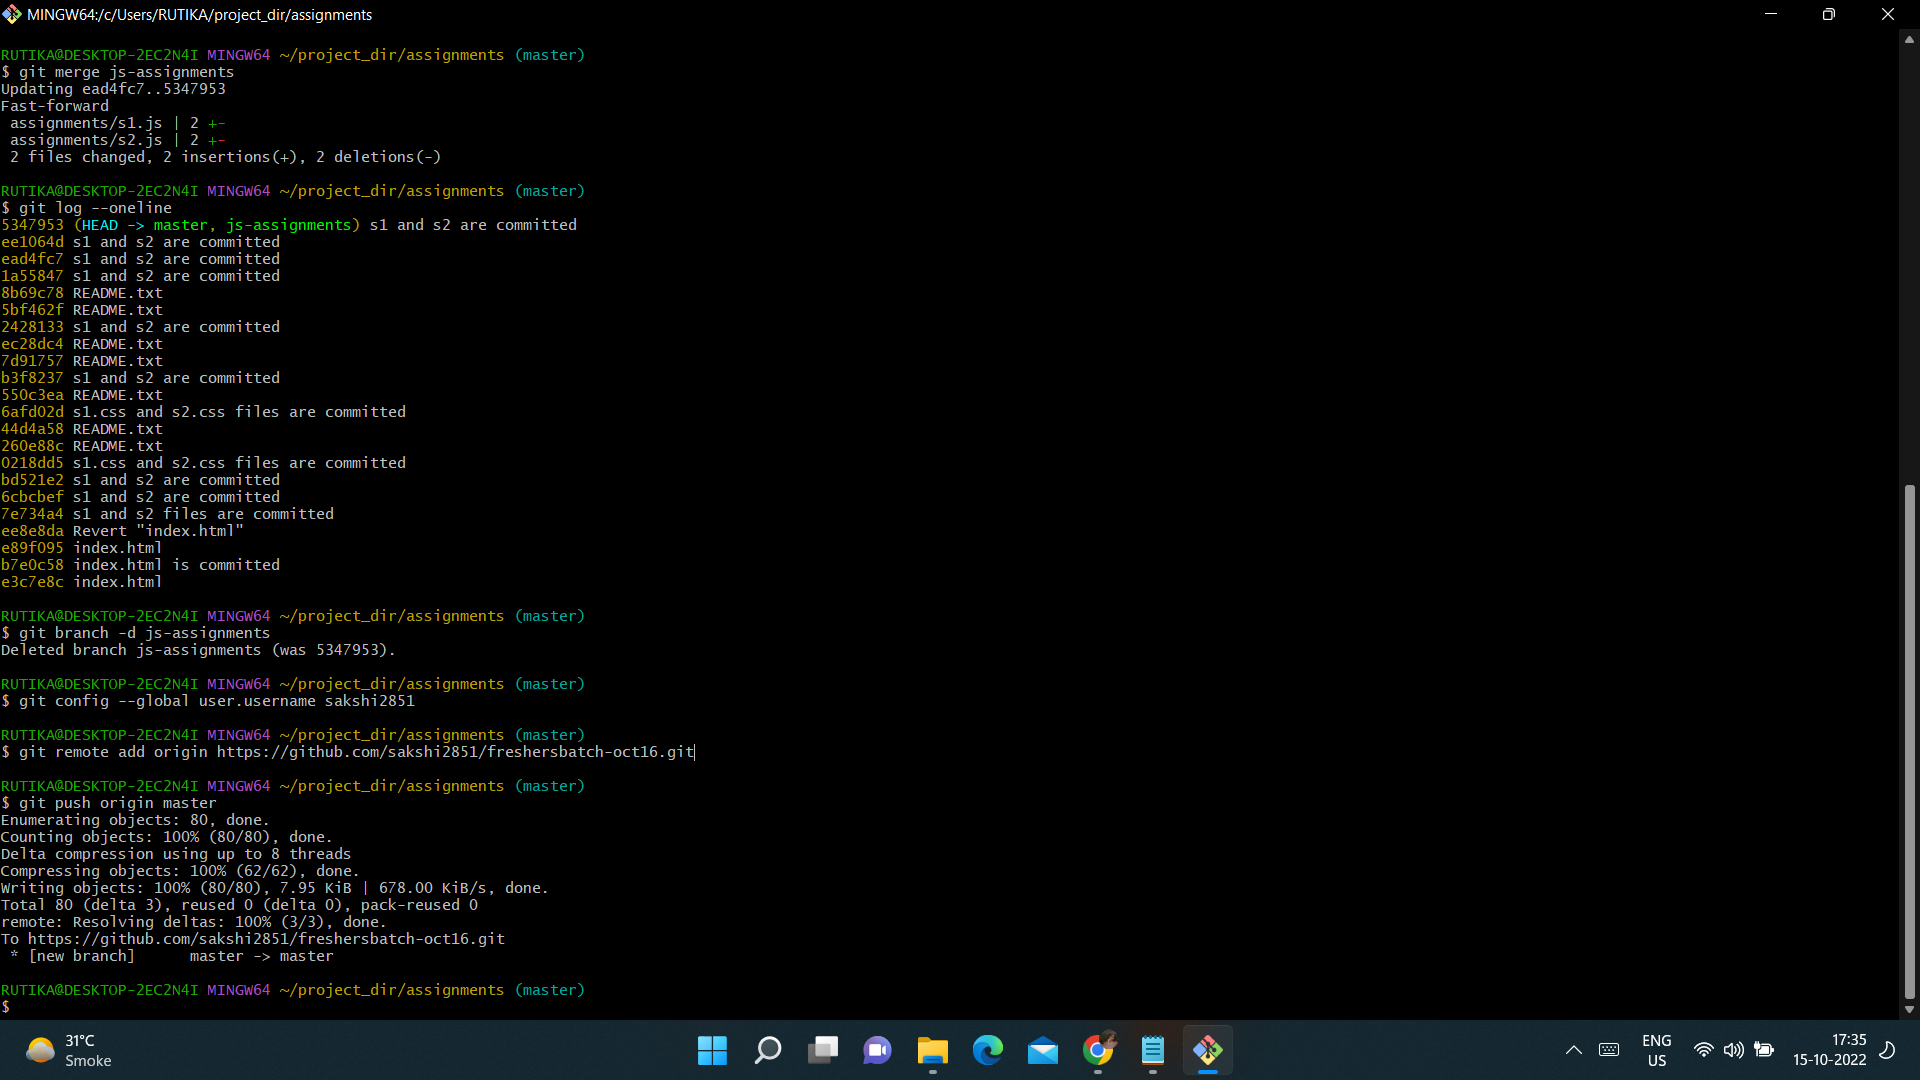 MINGW64:/c/Users/RUTIKA/project_dir/assignments
RUTIKA@DESKTOP-2EC2N4I MINGW64 ~/project_dir/assignments (master)
$ git merge js-assignments
Updating ead4fc7..5347953
Fast-forward
 assignments/s1.js | 2 +-
 assignments/s2.js | 2 +-
 2 files changed, 2 insertions(+), 2 deletions(-)
RUTIKA@DESKTOP-2EC2N4I MINGW64 ~/project_dir/assignments (master)
$ git log --oneline
5347953 (HEAD -> master, js-assignments) s1 and s2 are committed
ee1064d s1 and s2 are committed
ead4fc7 s1 and s2 are committed
1a55847 s1 and s2 are committed
8b69c78 README.txt
5bf462f README.txt
2428133 s1 and s2 are committed
ec28dc4 README.txt
7d91757 README.txt
b3f8237 s1 and s2 are committed
550c3ea README.txt
6afd02d s1.css and s2.css files are committed
44d4a58 README.txt
260e88c README.txt
0218dd5 s1.css and s2.css files are committed
bd521e2 s1 and s2 are committed
6cbcbef s1 and s2 are committed
7e734a4 s1 and s2 files are committed
ee8e8da Revert "index.html"
e89f095 index.html
b7e0c58 index.html is committed
e3c7e8c index.html
RUTIKA@DESKTOP-2EC2N4I MINGW64 ~/project_dir/assignments (master)
$ git branch -d js-assignments
Deleted branch js-assignments (was 5347953).
RUTIKA@DESKTOP-2EC2N4I MINGW64 ~/project_dir/assignments (master)
$ git config --global user.username sakshi2851
RUTIKA@DESKTOP-2EC2N4I MINGW64 ~/project_dir/assignments (master)
$ git remote add origin https://github.com/sakshi2851/freshersbatch-oct16.git
RUTIKA@DESKTOP-2EC2N4I MINGW64 ~/project_dir/assignments (master)
$ git push origin master
Enumerating objects: 80, done.
Counting objects: 100% (80/80), done.
Delta compression using up to 8 threads
Compressing objects: 100% (62/62), done.
Writing objects: 100% (80/80), 7.95 KiB | 678.00 KiB/s, done.
Total 80 (delta 3), reused 0 (delta 0), pack-reused 0
remote: Resolving deltas: 100% (3/3), done.
To https://github.com/sakshi2851/freshersbatch-oct16.git
 * [new branch]      master -> master
RUTIKA@DESKTOP-2EC2N4I MINGW64 ~/project_dir/assignments (master)
$
31°C
Smoke
ENG
US
17:35
15-10-2022